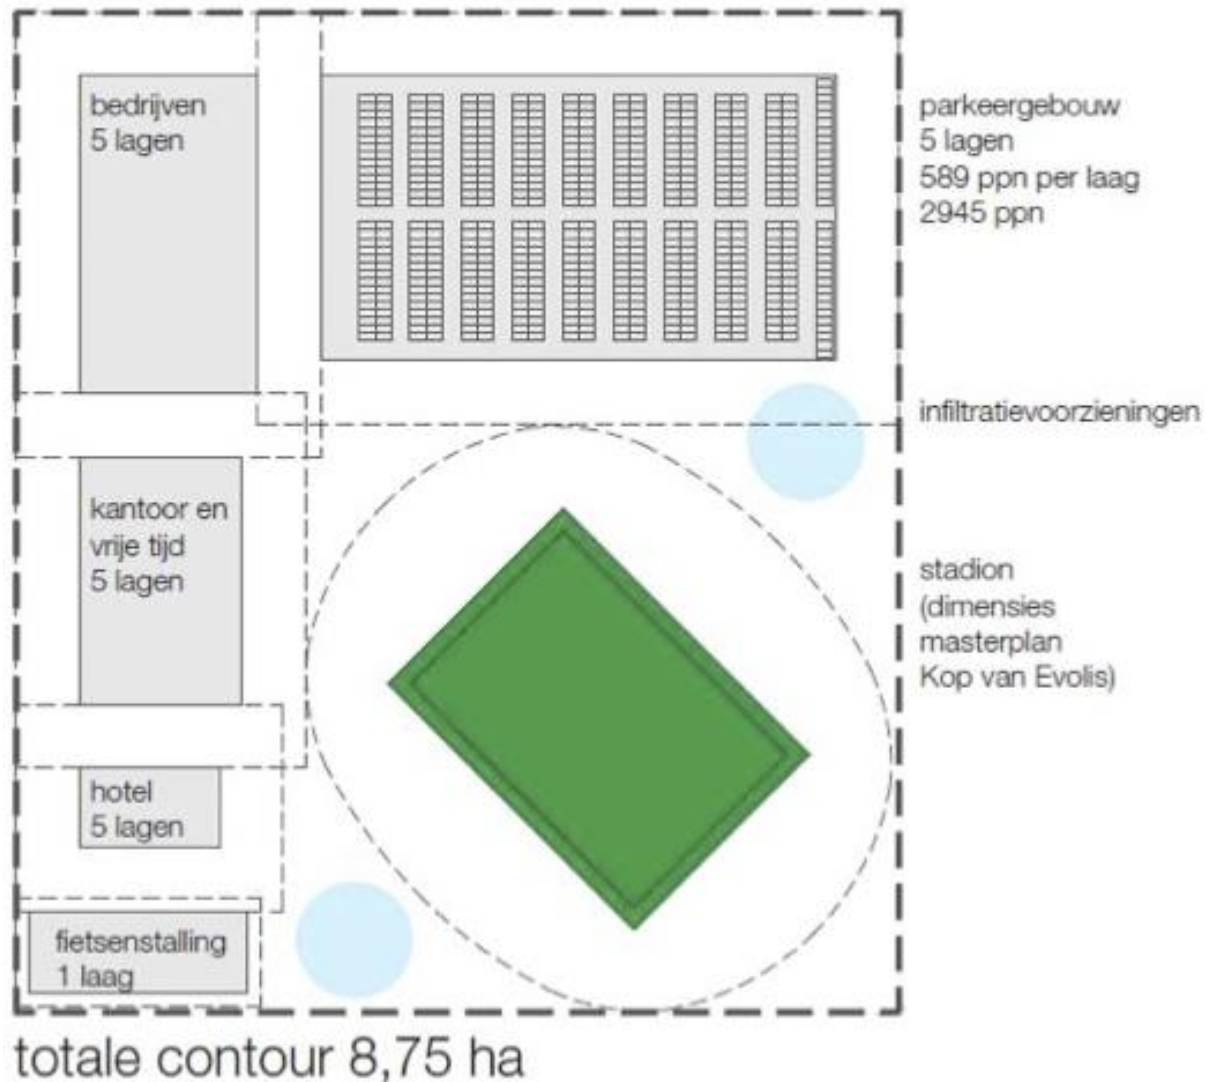 bedrijven
5 lagen
parkeergebouw
5 lagen
589 ppn per laag
2945 ppn
infiltratievoorzieningen
kantoor en
vrije tijd
5 lagen
stadion
(dimensies
masterplan
Kop van Evolis)
hotel
5 lagen
fietsenstalling
1 laag
totale contour 8,75 ha